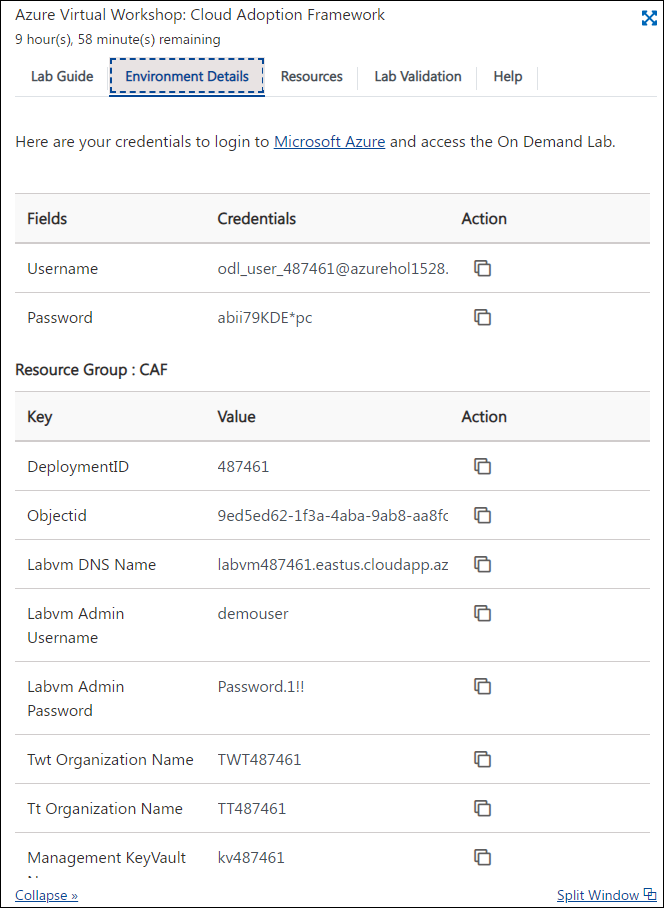 Azure Virtual Workshop: Cloud Adoption Framework
9 hour(s), 58 minute(s) remaining
Lab Guide Environment Details Resources Lab Validation Help
Here are your credentials to login to Microsoft Azure and access the On Demand Lab.
Fields Credentials Action
Username odl_user_487461@azurehol1528.
Password abii79KDE*pc
Resource Group : CAF
Key Value Action
DeploymentID 487461
Objectid 9ed5ed62-1f3a-4aba-9ab8-aa8fc
Labvm DNS Name labvm487461.eastus.cloudapp.az
Labvm Admin demouser
Username
Labvm Admin Password.1!!
Password
Twt Organization Name TWT487461
Tt Organization Name TT487461
Management KeyVault kv487461
Collapse » Split Window